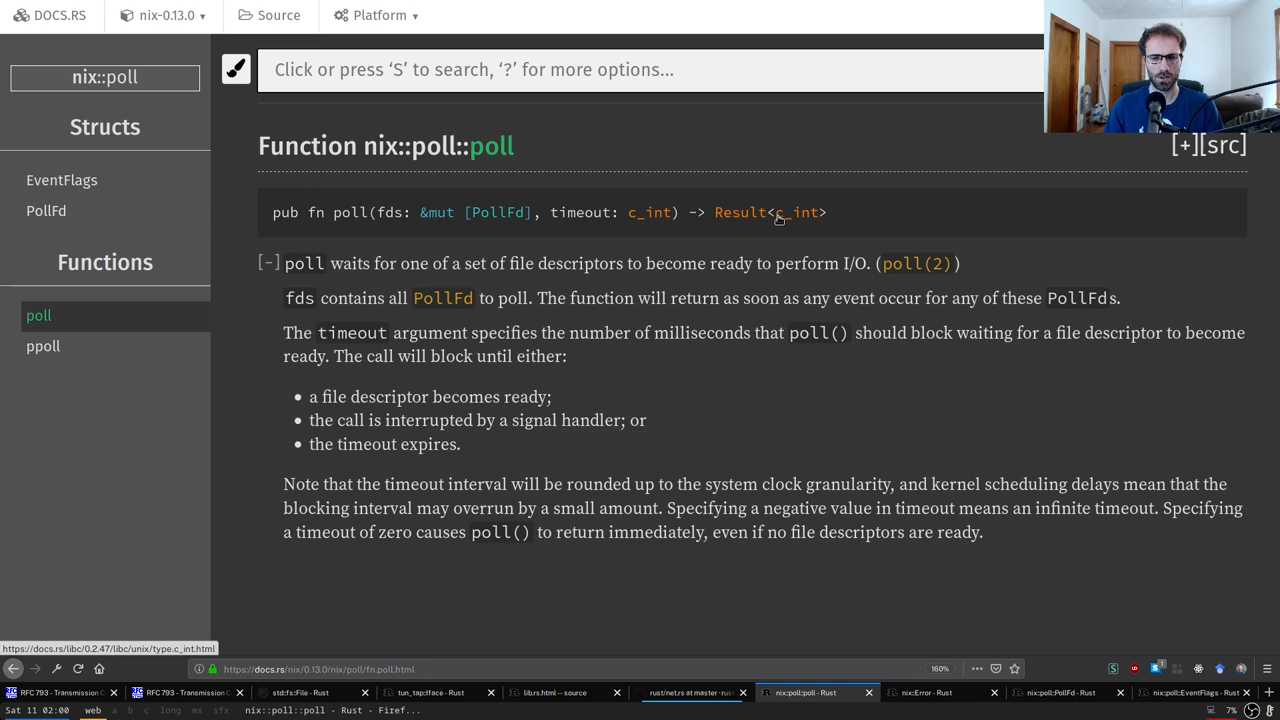 DOCS.RS nix-0.13.0 Source Platform
nix::poll
Click or press ‘S’ to search, ‘?’ for more options…
Structs
EventFlags
PollFd
Functions
poll
ppoll
Function nix::poll::poll
[+][src]
pub fn poll(fds: &mut [PollFd], timeout: c_int) -> Result<c_int>
[-] poll waits for one of a set of file descriptors to become ready to perform I/O. (poll(2))
fds contains all PollFd to poll. The function will return as soon as any event occur for any of these PollFds.
The timeout argument specifies the number of milliseconds that poll() should block waiting for a file descriptor to become
ready. The call will block until either:
• a file descriptor becomes ready;
• the call is interrupted by a signal handler; or
• the timeout expires.
Note that the timeout interval will be rounded up to the system clock granularity, and kernel scheduling delays mean that the
blocking interval may overrun by a small amount. Specifying a negative value in timeout means an infinite timeout. Specifying
a timeout of zero causes poll() to return immediately, even if no file descriptors are ready.
https://docs.rs/libc/0.2.47/libc/unix/type.c_int.html
https://docs.rs/nix/0.13.0/nix/poll/fn.poll.html 160%
RFC 793 - Transmission C RFC 793 - Transmission C std::fs::File - Rust tun_tap::Iface - Rust lib.rs.html -- source rust/net.rs at master · rust nix::poll::poll - Rust nix::Error - Rust nix::poll::PollFd - Rust nix::poll::EventFlags - Rust
Sat 11 02:00 web a b c long mx sfx nix::poll::poll - Rust - Firef... 7%